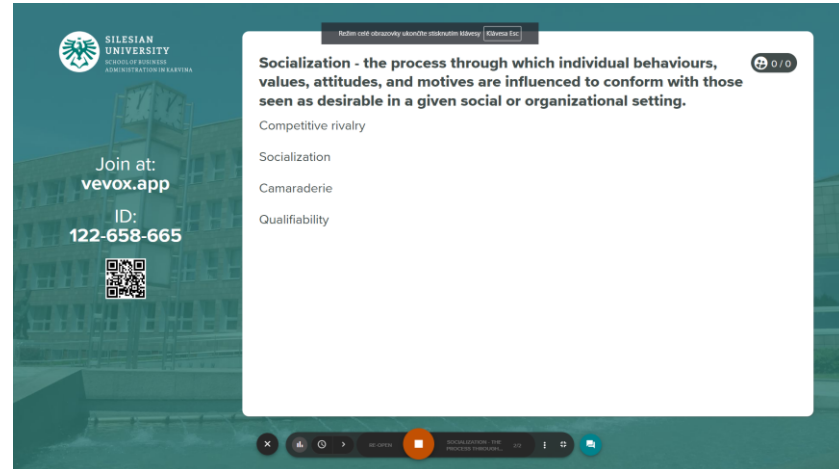 SILESIAN
UNIVERSITY
SCHOOL OF BUSINESS
ADMINISTRATION IN KARVINA
Join at:
vevox.app
ID:
122-658-665
Režim celé obrazovky ukončíte stisknutím klávesy Klávesa Esc
Socialization - the process through which individual behaviours,
values, attitudes, and motives are influenced to conform with those
seen as desirable in a given social or organizational setting.
0/0
Competitive rivalry
Socialization
Camaraderie
Qualifiability
RE-OPEN
SOCIALIZATION - THE
PROCESS THROUGH...
2/2